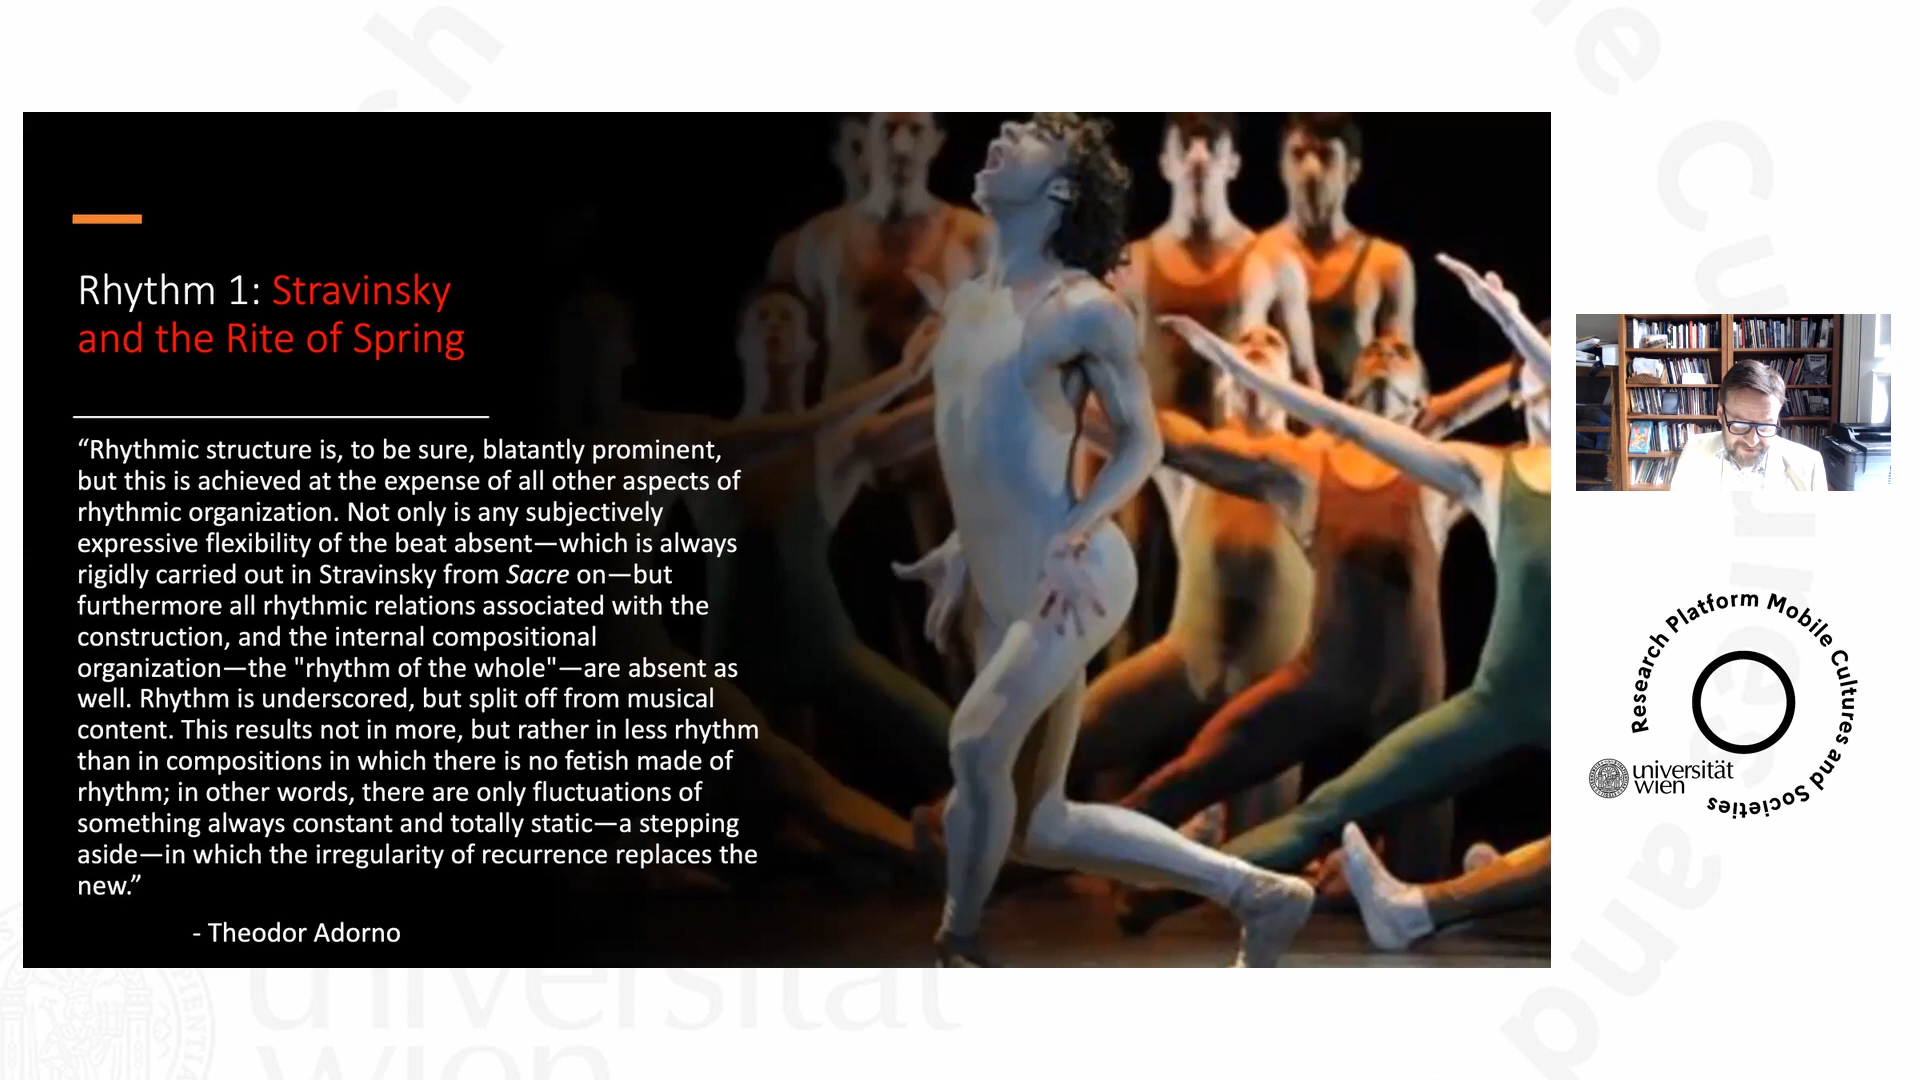 Rhythm 1: Stravinsky
and the Rite of Spring
“Rhythmic structure is, to be sure, blatantly prominent,
but this is achieved at the expense of all other aspects of
rhythmic organization. Not only is any subjectively
expressive flexibility of the beat absent—which is always
rigidly carried out in Stravinsky from Sacre on—but
furthermore all rhythmic relations associated with the
construction, and the internal compositional
organization—the "rhythm of the whole"—are absent as
well. Rhythm is underscored, but split off from musical
content. This results not in more, but rather in less rhythm
than in compositions in which there is no fetish made of
rhythm; in other words, there are only fluctuations of
something always constant and totally static—a stepping
aside—in which the irregularity of recurrence replaces the
new.”
- Theodor Adorno
Research Platform Mobile Cultures and Societies
universität
wien
universität
wien
ch
e Cu
and